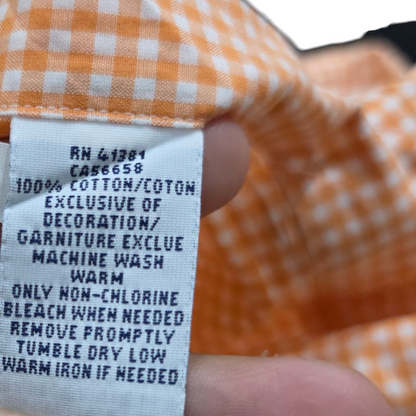 RN 41381
CA56658
100% COTTON/COTON
EXCLUSIVE OF
DECORATION/
GARNITURE EXCLUE
MACHINE WASH
WARM
ONLY NON-CHLORINE
BLEACH WHEN NEEDED
REMOVE PROMPTLY
TUMBLE DRY LOW
WARM IRON IF NEEDED